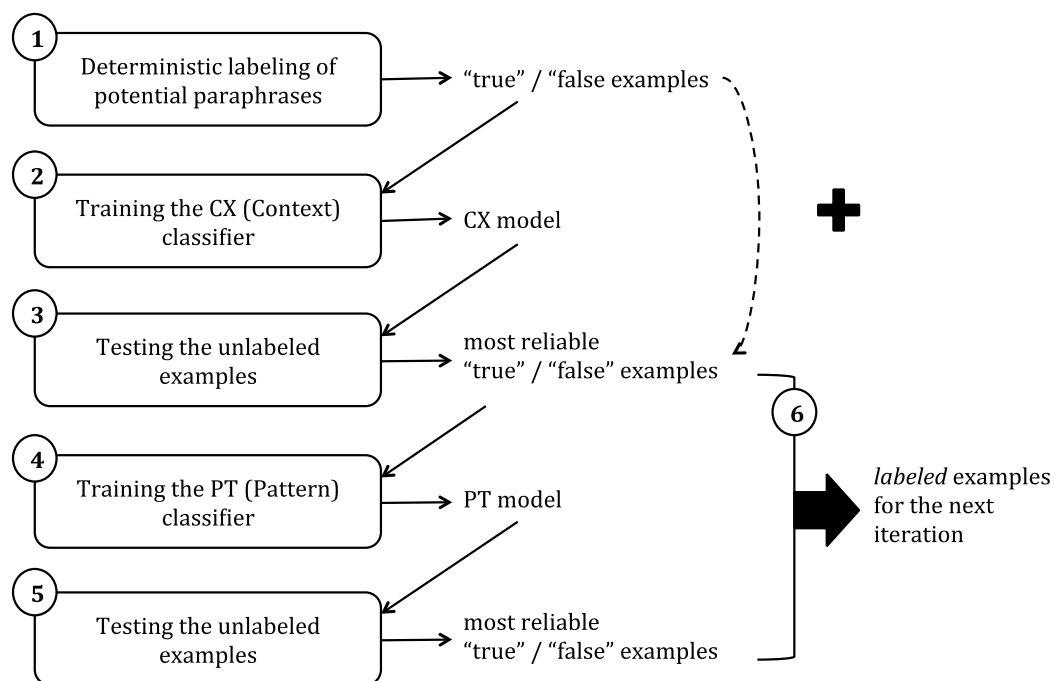 1
Deterministic labeling of
potential paraphrases
“true” / “false examples
2
Training the CX (Context)
classifier
CX model
3
Testing the unlabeled
examples
most reliable
“true” / “false” examples
6
4
Training the PT (Pattern)
classifier
PT model
labeled examples
for the next
iteration
5
Testing the unlabeled
examples
most reliable
“true” / “false” examples